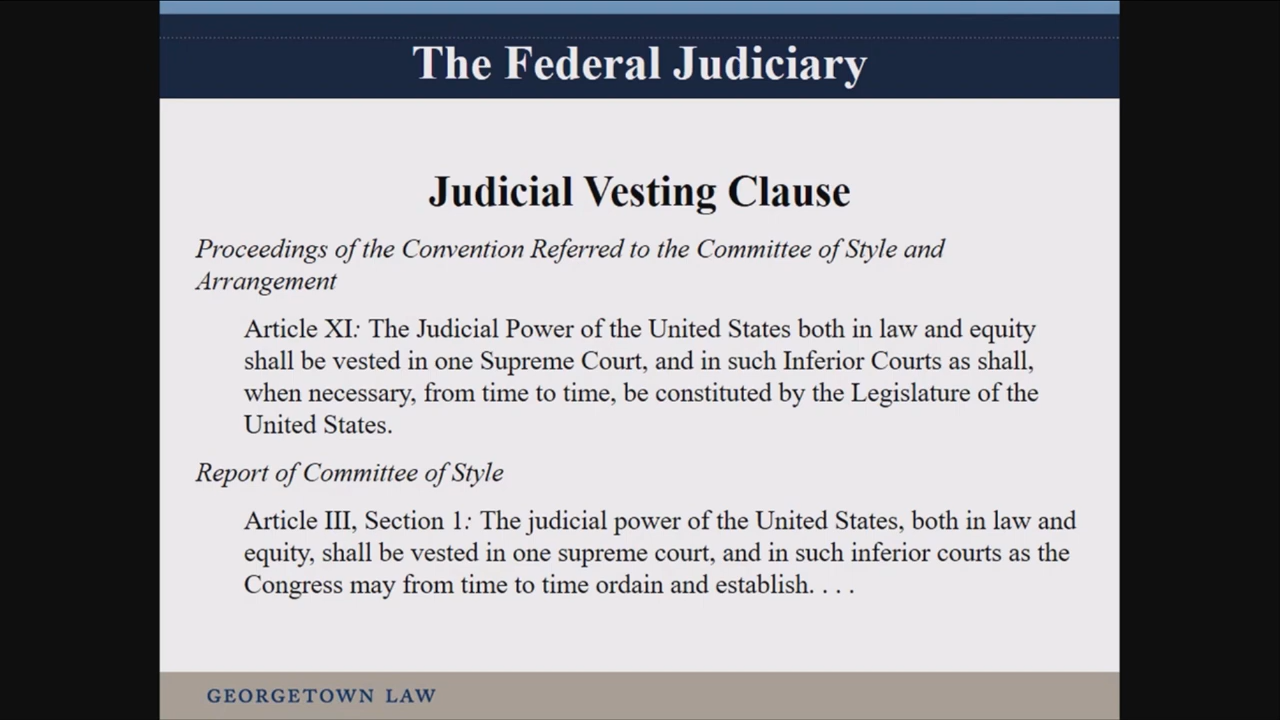 The Federal Judiciary
Judicial Vesting Clause
Proceedings of the Convention Referred to the Committee of Style and
Arrangement
Article XI: The Judicial Power of the United States both in law and equity
shall be vested in one Supreme Court, and in such Inferior Courts as shall,
when necessary, from time to time, be constituted by the Legislature of the
United States.
Report of Committee of Style
Article III, Section 1: The judicial power of the United States, both in law and
equity, shall be vested in one supreme court, and in such inferior courts as the
Congress may from time to time ordain and establish. . . .
GEORGETOWN LAW